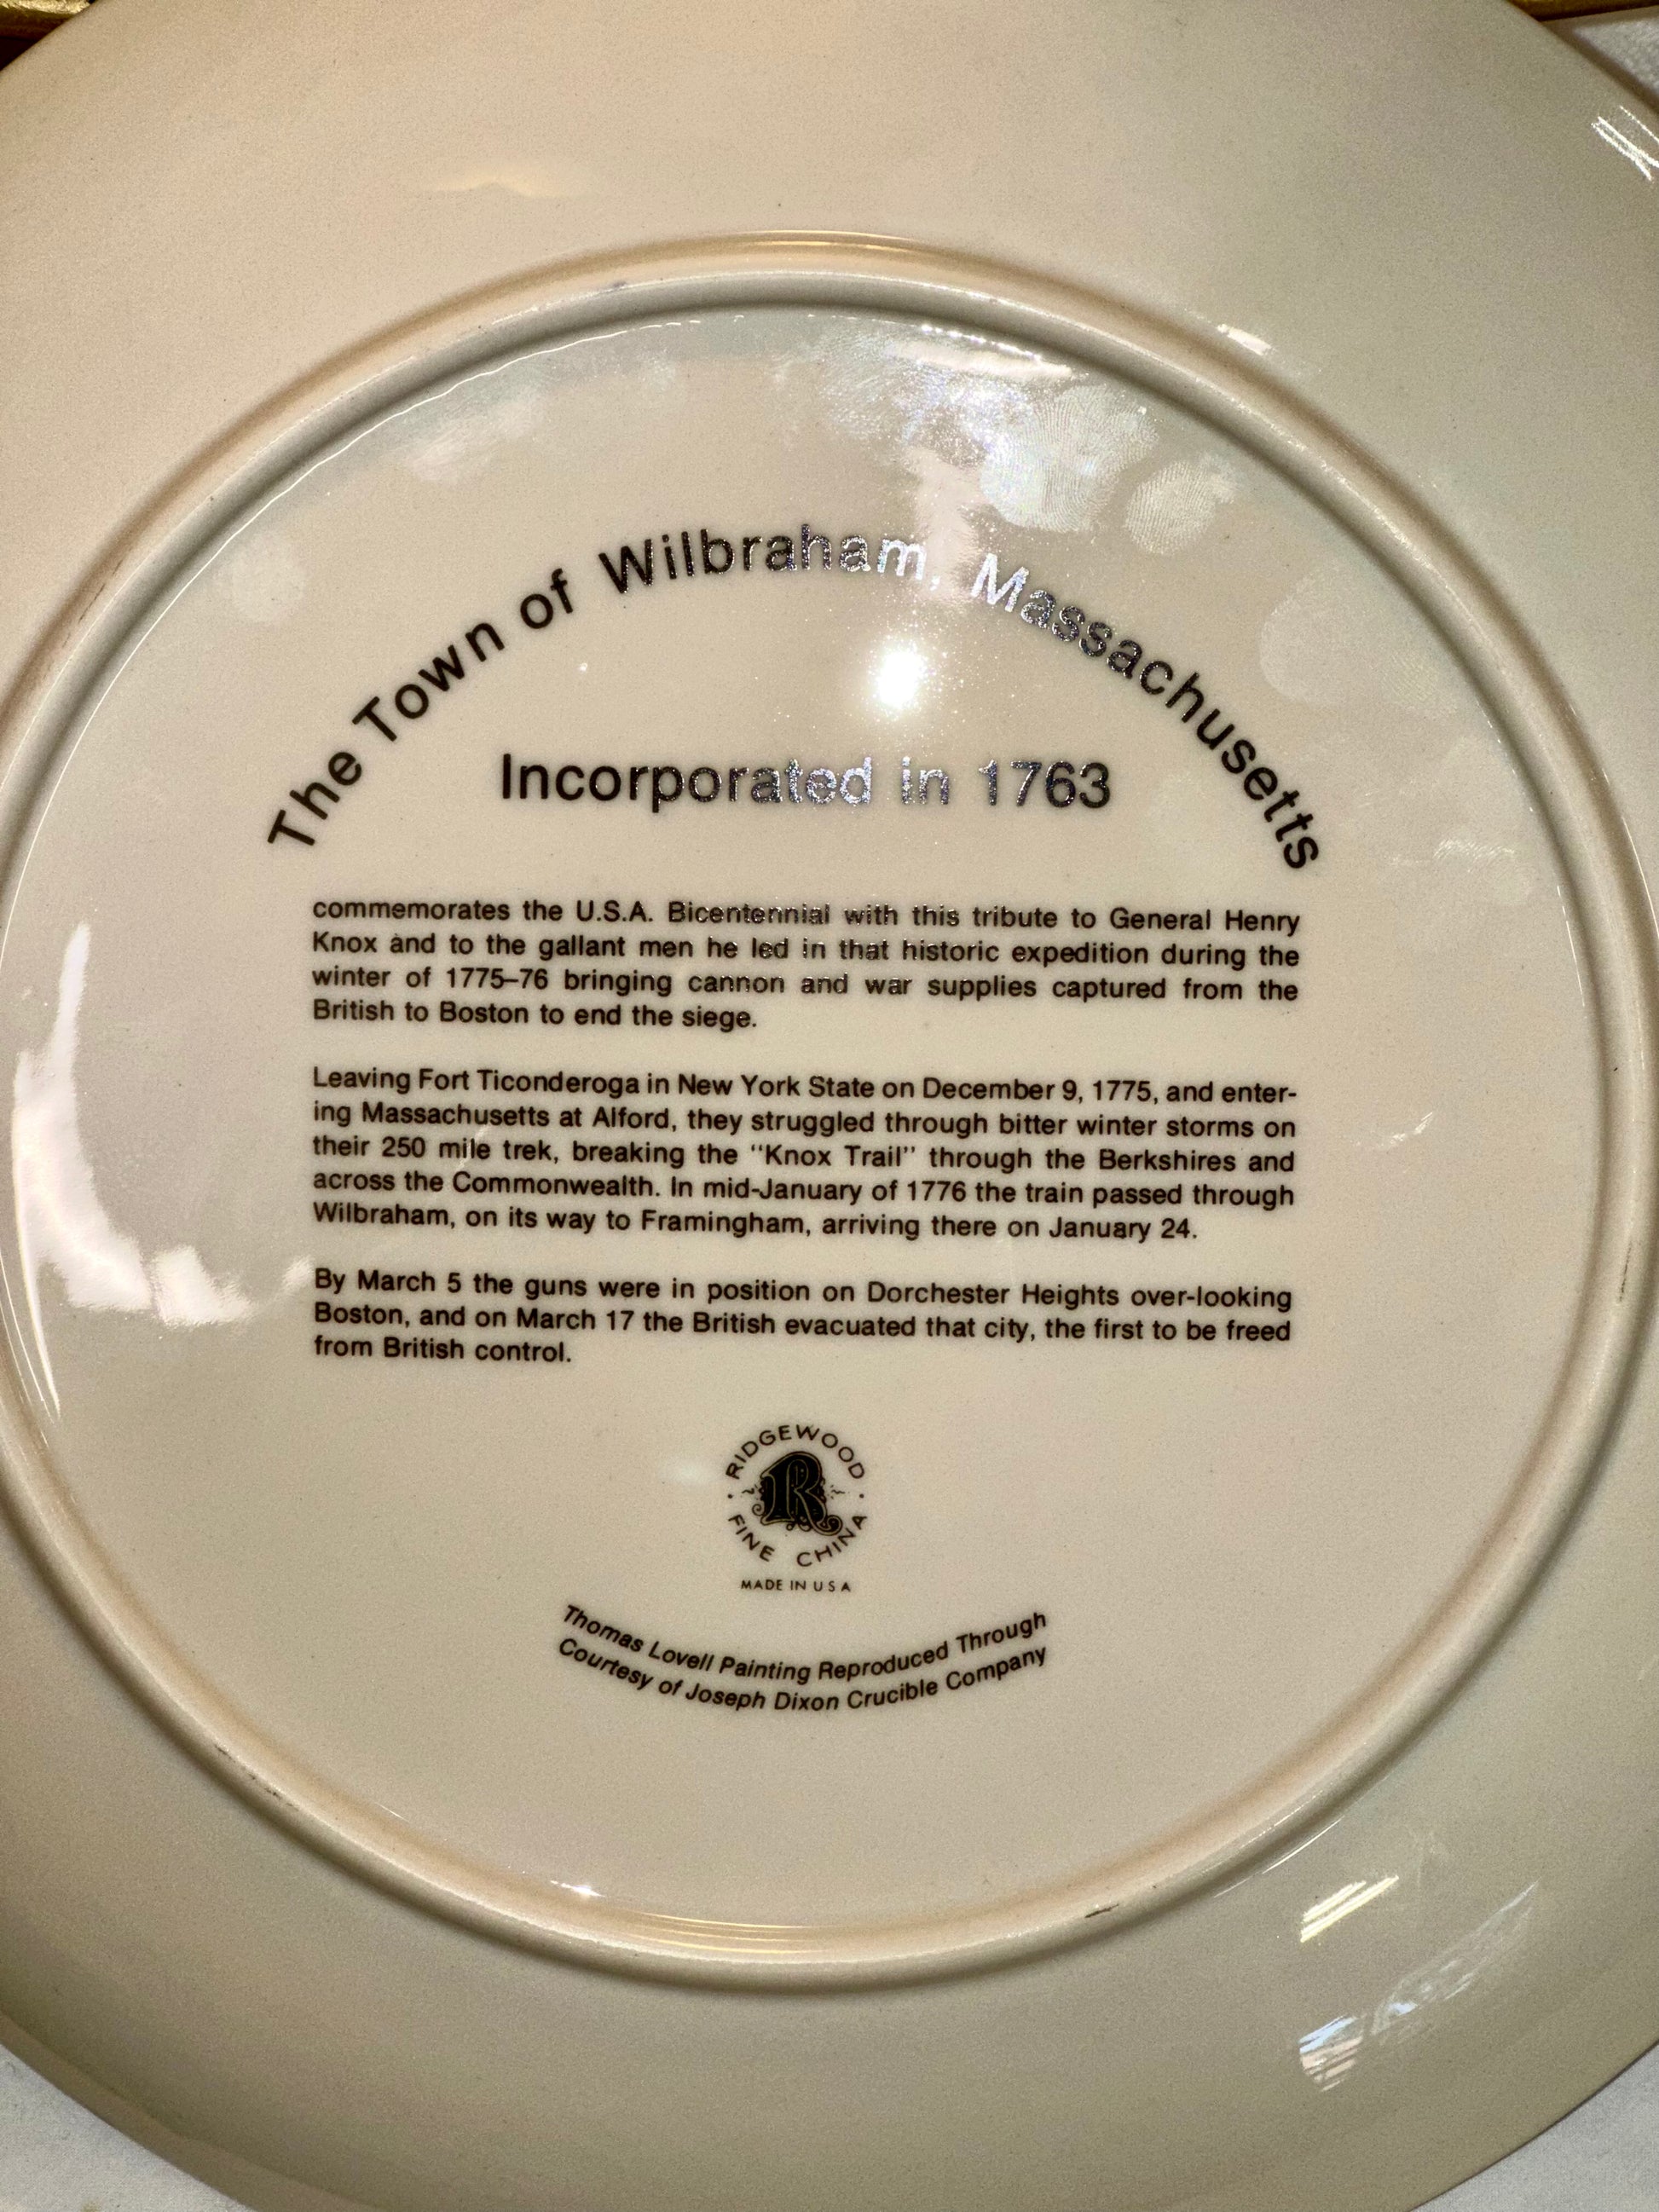 The Town of Wilbraham, Massachusetts
Incorporated in 1763
commemorates the U.S.A. Bicentennial with this tribute to General Henry
Knox and to the gallant men he led in that historic expedition during the
winter of 1775–76 bringing cannon and war supplies captured from the
British to Boston to end the siege.
Leaving Fort Ticonderoga in New York State on December 9, 1775, and enter-
ing Massachusetts at Alford, they struggled through bitter winter storms on
their 250 mile trek, breaking the "Knox Trail" through the Berkshires and
across the Commonwealth. In mid-January of 1776 the train passed through
Wilbraham, on its way to Framingham, arriving there on January 24.
By March 5 the guns were in position on Dorchester Heights over-looking
Boston, and on March 17 the British evacuated that city, the first to be freed
from British control.
RIDGEWOOD
R
FINE CHINA
MADE IN USA
Thomas Lovell Painting Reproduced Through
Courtesy of Joseph Dixon Crucible Company